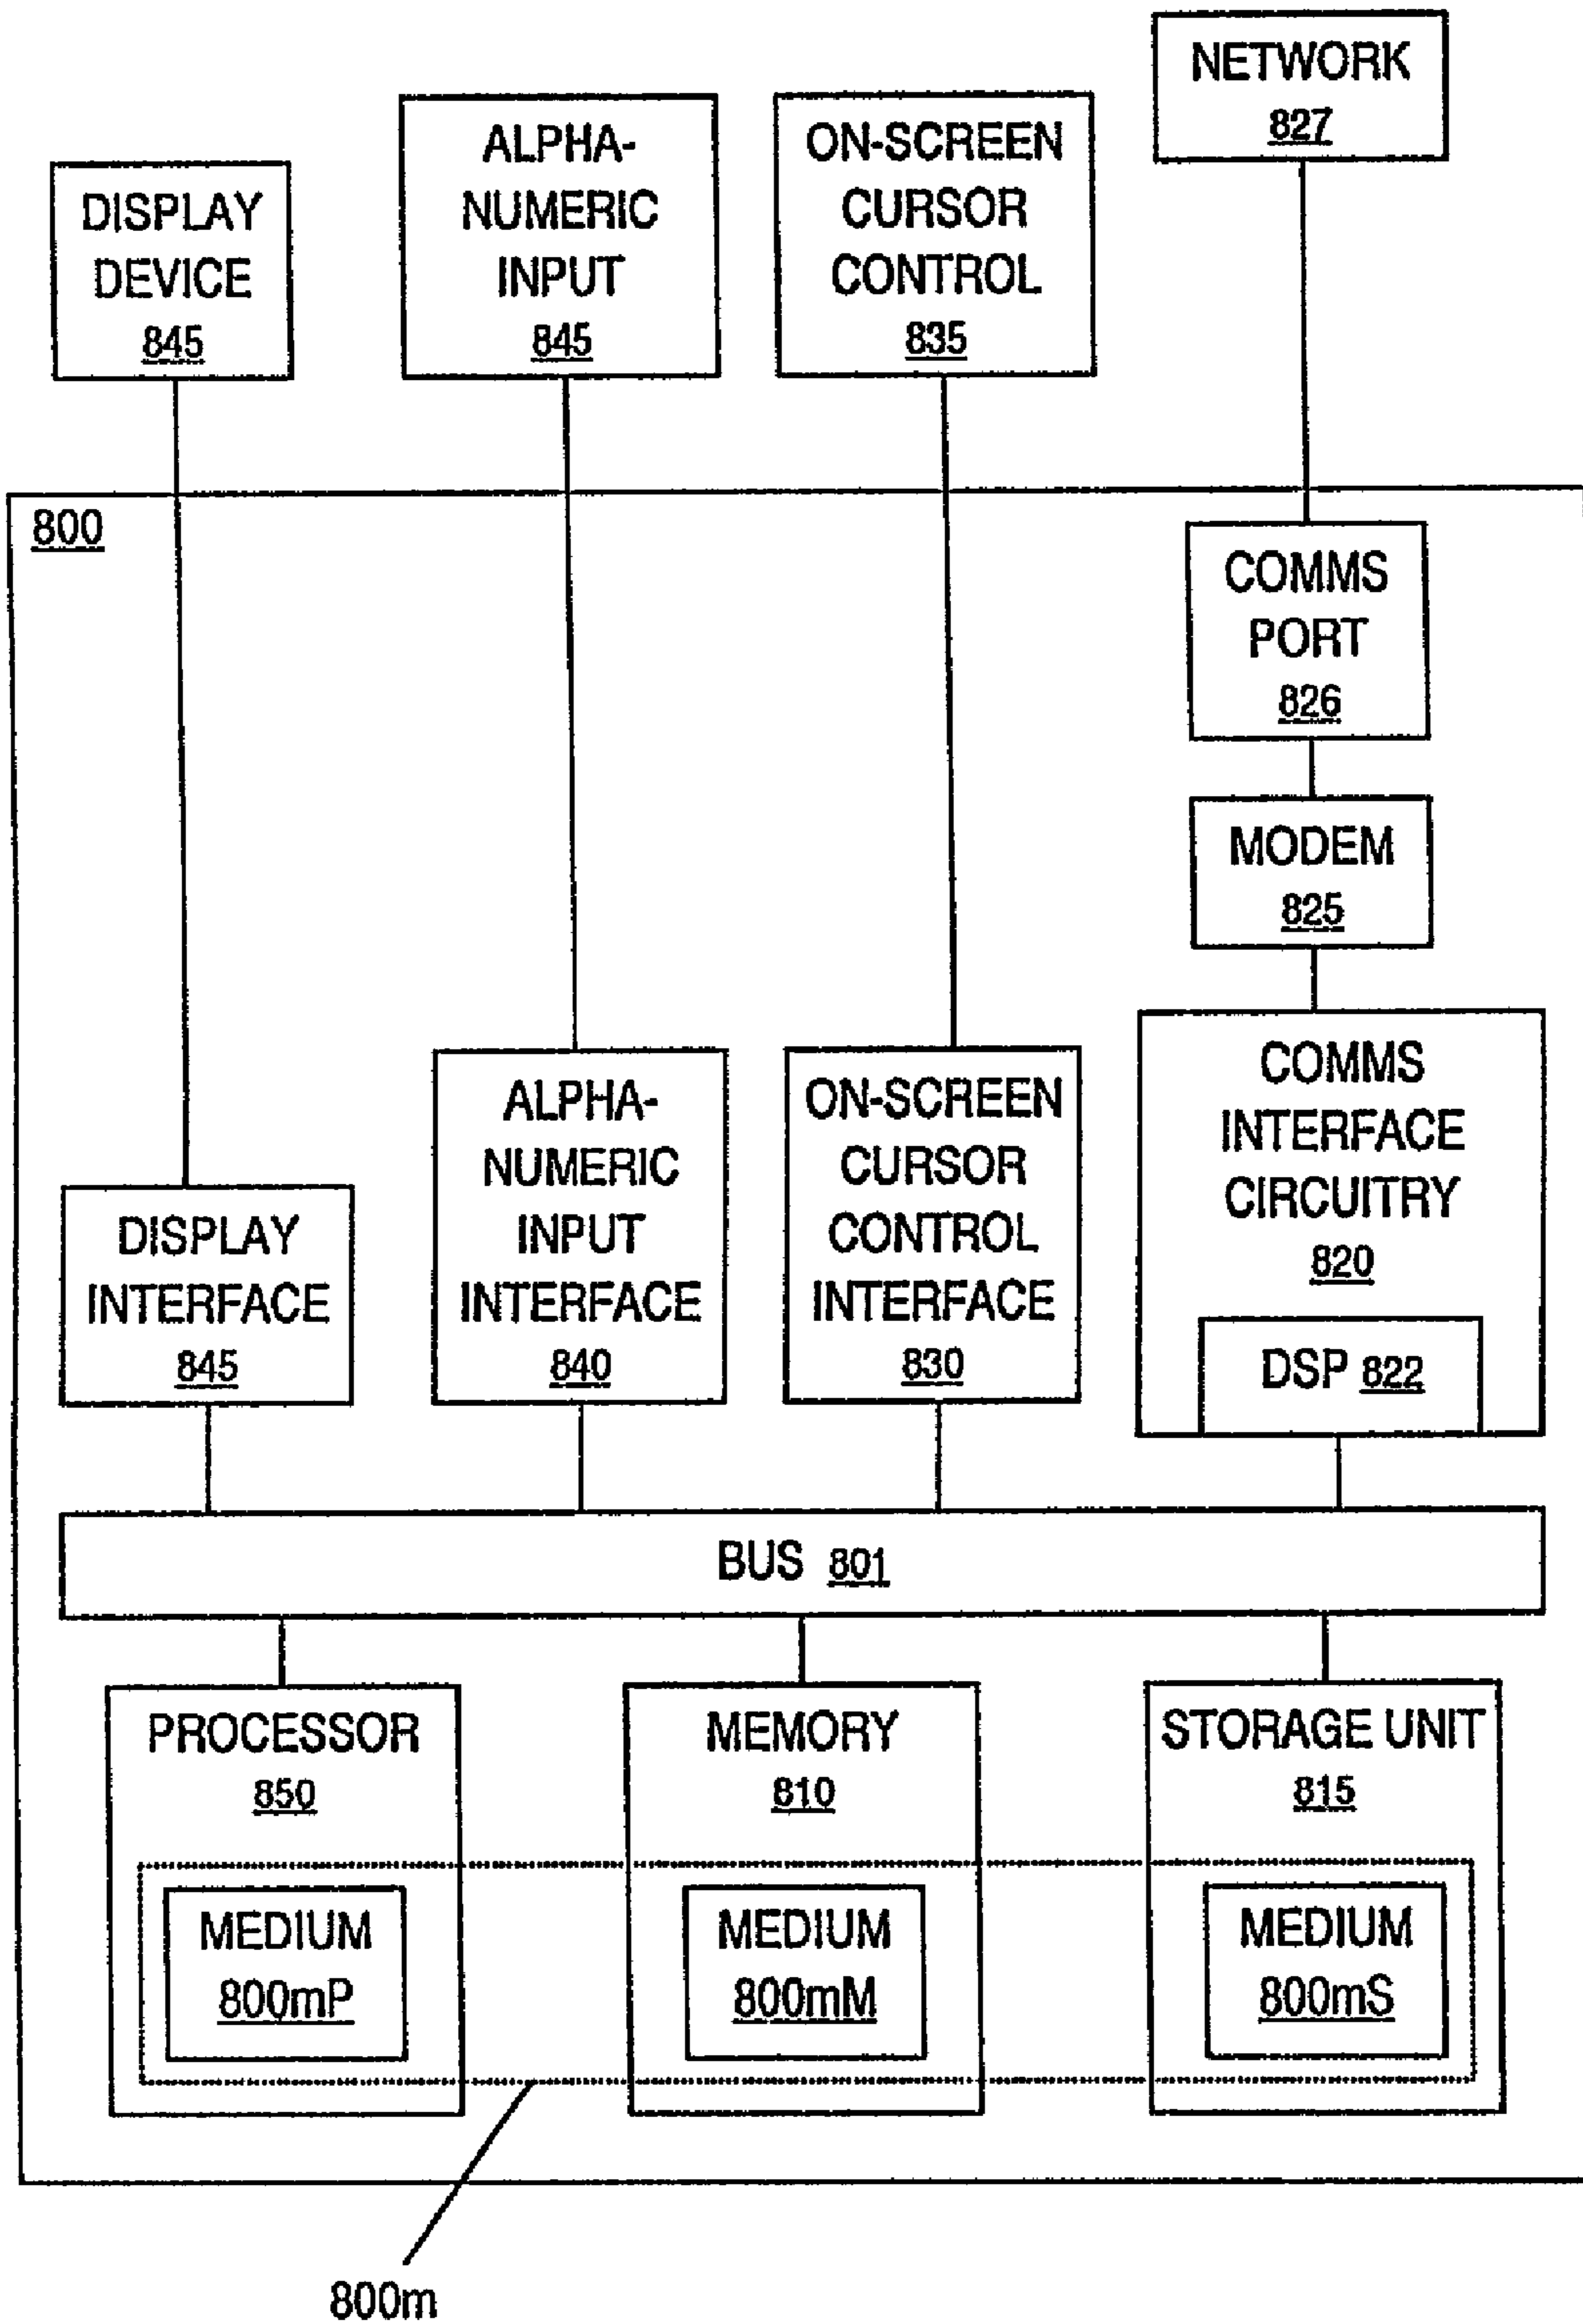 NETWORK
827
ALPHA-
NUMERIC
INPUT
845
ON-SCREEN
CURSOR
CONTROL
835
DISPLAY
DEVICE
845
800
COMMS
PORT
826
MODEM
825
COMMS
INTERFACE
CIRCUITRY
820
DSP 822
ALPHA-
NUMERIC
INPUT
INTERFACE
840
ON-SCREEN
CURSOR
CONTROL
INTERFACE
830
DISPLAY
INTERFACE
845
BUS 801
PROCESSOR
850
MEMORY
810
STORAGE UNIT
815
MEDIUM
800mP
MEDIUM
800mM
MEDIUM
800mS
800m